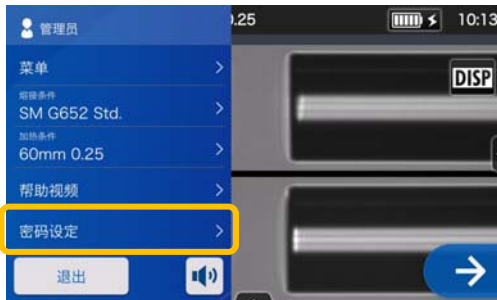 管理员
.25
10:13
菜单
DISP
熔接条件
SM G652 Std.
加热条件
60mm 0.25
帮助视频
密码设定
退出